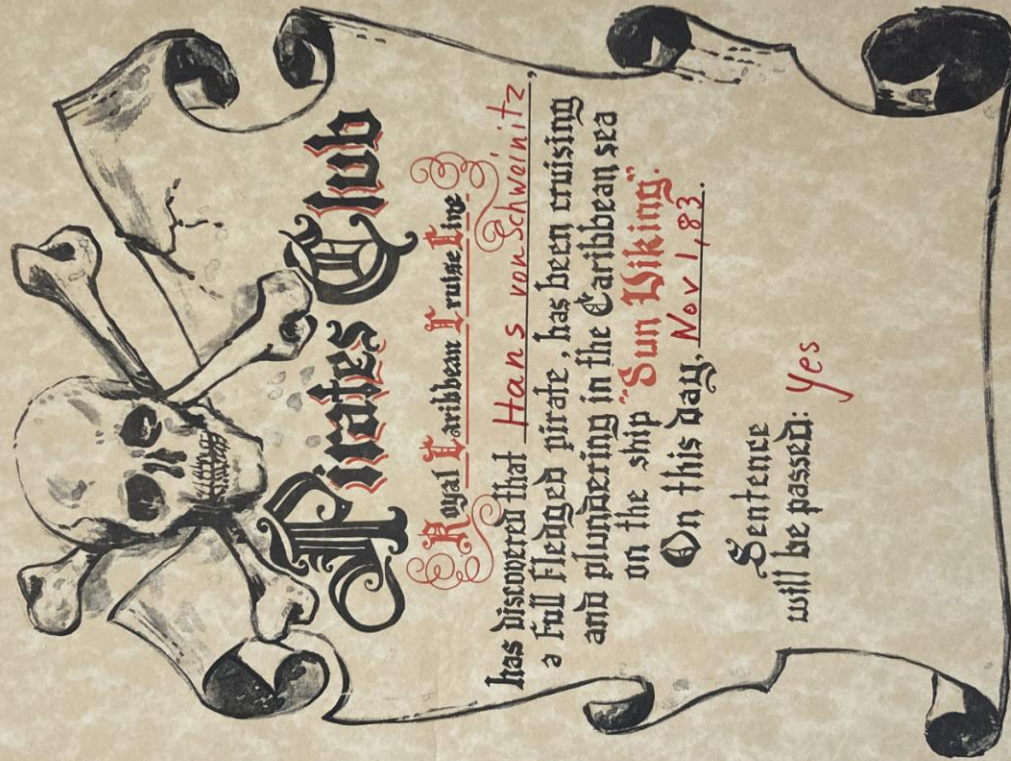 Pirates Club
Royal Caribbean Cruise Line
has discovered that Hans von Schweinitz,
a full fledged pirate, has been cruising
and plundering in the Caribbean sea
on the ship "Sun Viking".
On this day, Nov 1, 83.
Sentence
will be passed: Yes